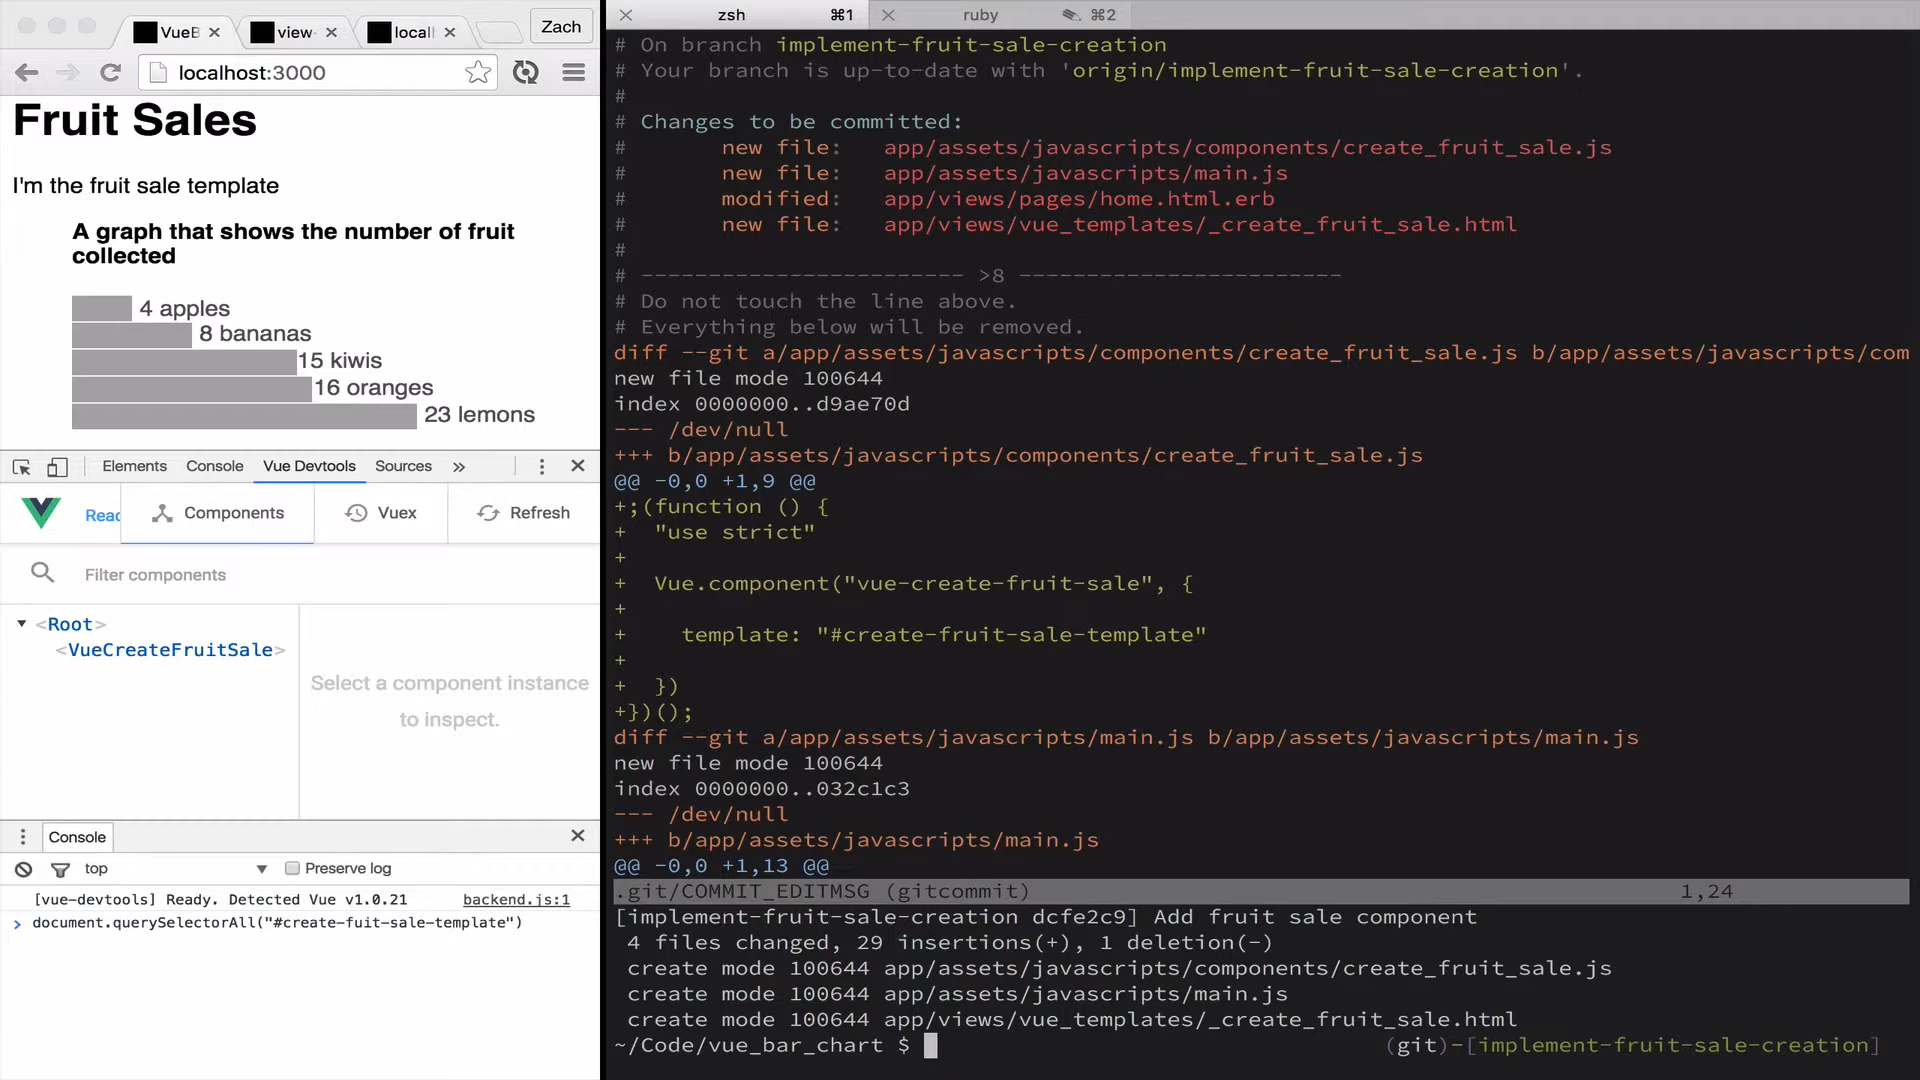 VueB
view
locall
Zach
localhost:3000
Fruit Sales
I'm the fruit sale template
A graph that shows the number of fruit
collected
4 apples
8 bananas
15 kiwis
16 oranges
23 lemons
Elements Console Vue Devtools Sources »
Read
Components
Vuex
Refresh
Filter components
<Root>
<VueCreateFruitSale>
Select a component instance
to inspect.
Console
top
Preserve log
[vue-devtools] Ready. Detected Vue v1.0.21 backend.js:1
> document.querySelectorAll("#create-fuit-sale-template")
zsh ⌘1
ruby ⌘2
# On branch implement-fruit-sale-creation
# Your branch is up-to-date with 'origin/implement-fruit-sale-creation'.
#
# Changes to be committed:
# new file: app/assets/javascripts/components/create_fruit_sale.js
# new file: app/assets/javascripts/main.js
# modified: app/views/pages/home.html.erb
# new file: app/views/vue_templates/_create_fruit_sale.html
#
# ------------------------ >8 ------------------------
# Do not touch the line above.
# Everything below will be removed.
diff --git a/app/assets/javascripts/components/create_fruit_sale.js b/app/assets/javascripts/com
new file mode 100644
index 0000000..d9ae70d
--- /dev/null
+++ b/app/assets/javascripts/components/create_fruit_sale.js
@@ -0,0 +1,9 @@
+;(function () {
+  "use strict"
+
+  Vue.component("vue-create-fruit-sale", {
+
+    template: "#create-fruit-sale-template"
+
+  })
+})();
diff --git a/app/assets/javascripts/main.js b/app/assets/javascripts/main.js
new file mode 100644
index 0000000..032c1c3
--- /dev/null
+++ b/app/assets/javascripts/main.js
@@ -0,0 +1,13 @@
.git/COMMIT_EDITMSG (gitcommit) 1,24
[implement-fruit-sale-creation dcfe2c9] Add fruit sale component
4 files changed, 29 insertions(+), 1 deletion(-)
create mode 100644 app/assets/javascripts/components/create_fruit_sale.js
create mode 100644 app/assets/javascripts/main.js
create mode 100644 app/views/vue_templates/_create_fruit_sale.html
~/Code/vue_bar_chart $ (git)-[implement-fruit-sale-creation]